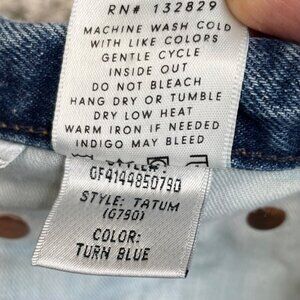 RN# 132829
MACHINE WASH COLD
WITH LIKE COLORS
GENTLE CYCLE
INSIDE OUT
DO NOT BLEACH
HANG DRY OR TUMBLE
DRY LOW HEAT
WARM IRON IF NEEDED
INDIGO MAY BLEED
GF4144850790
STYLE: TATUM
(G790)
COLOR:
TURN BLUE